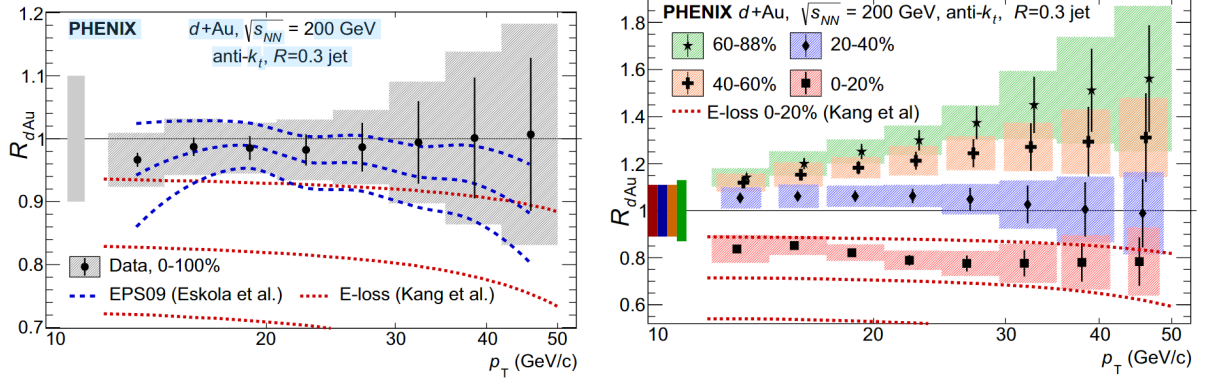 PHENIX d+Au, √s_NN = 200 GeV
anti-k_t, R=0.3 jet
R_dAu
1.2
1.1
1
0.9
0.8
0.7
Data, 0-100%
EPS09 (Eskola et al.) E-loss (Kang et al.)
10 20 30 40 50
p_T (GeV/c)
PHENIX d+Au, √s_NN = 200 GeV, anti-k_t, R=0.3 jet
60-88% 20-40%
40-60% 0-20%
E-loss 0-20% (Kang et al)
R_dAu
1.8
1.6
1.4
1.2
1
0.8
0.6
10 20 30 40 50
p_T (GeV/c)